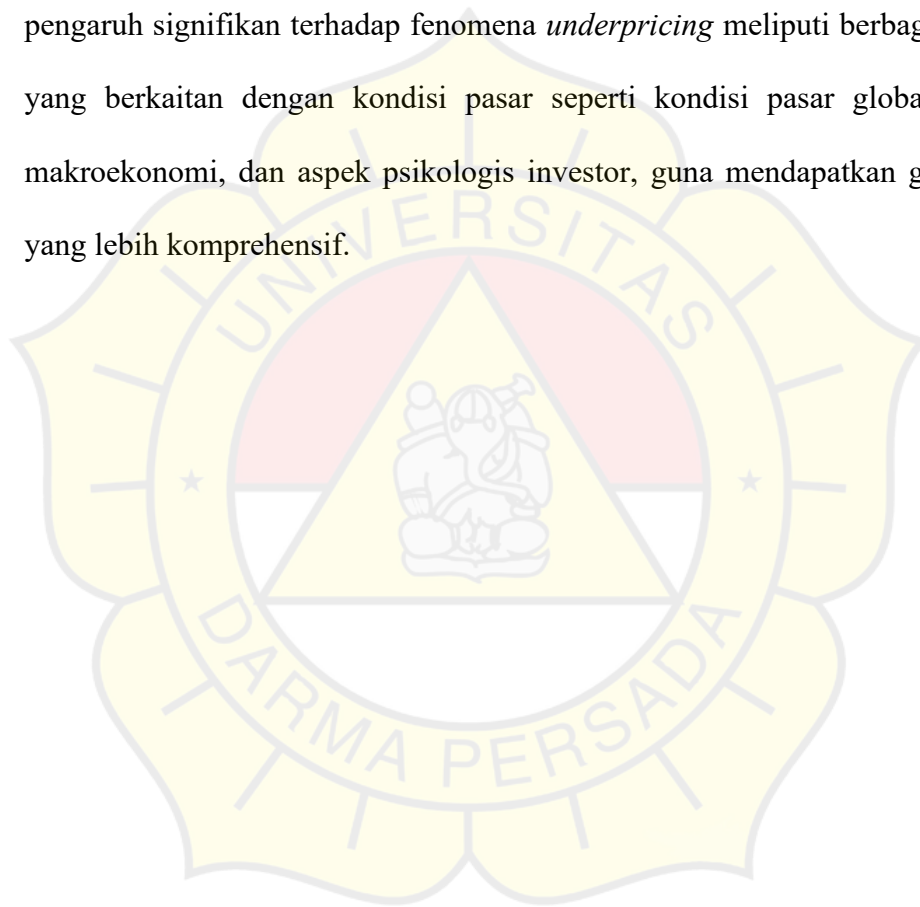 pengaruh signifikan terhadap fenomena underpricing meliputi
yang berkaitan dengan kondisi pasar seperti kondisi pasar
makroekonomi, dan aspek psikologis investor, guna mendapatkan
yang lebih komprehensif.
UNIVERSITAS
DARMA PERSADA